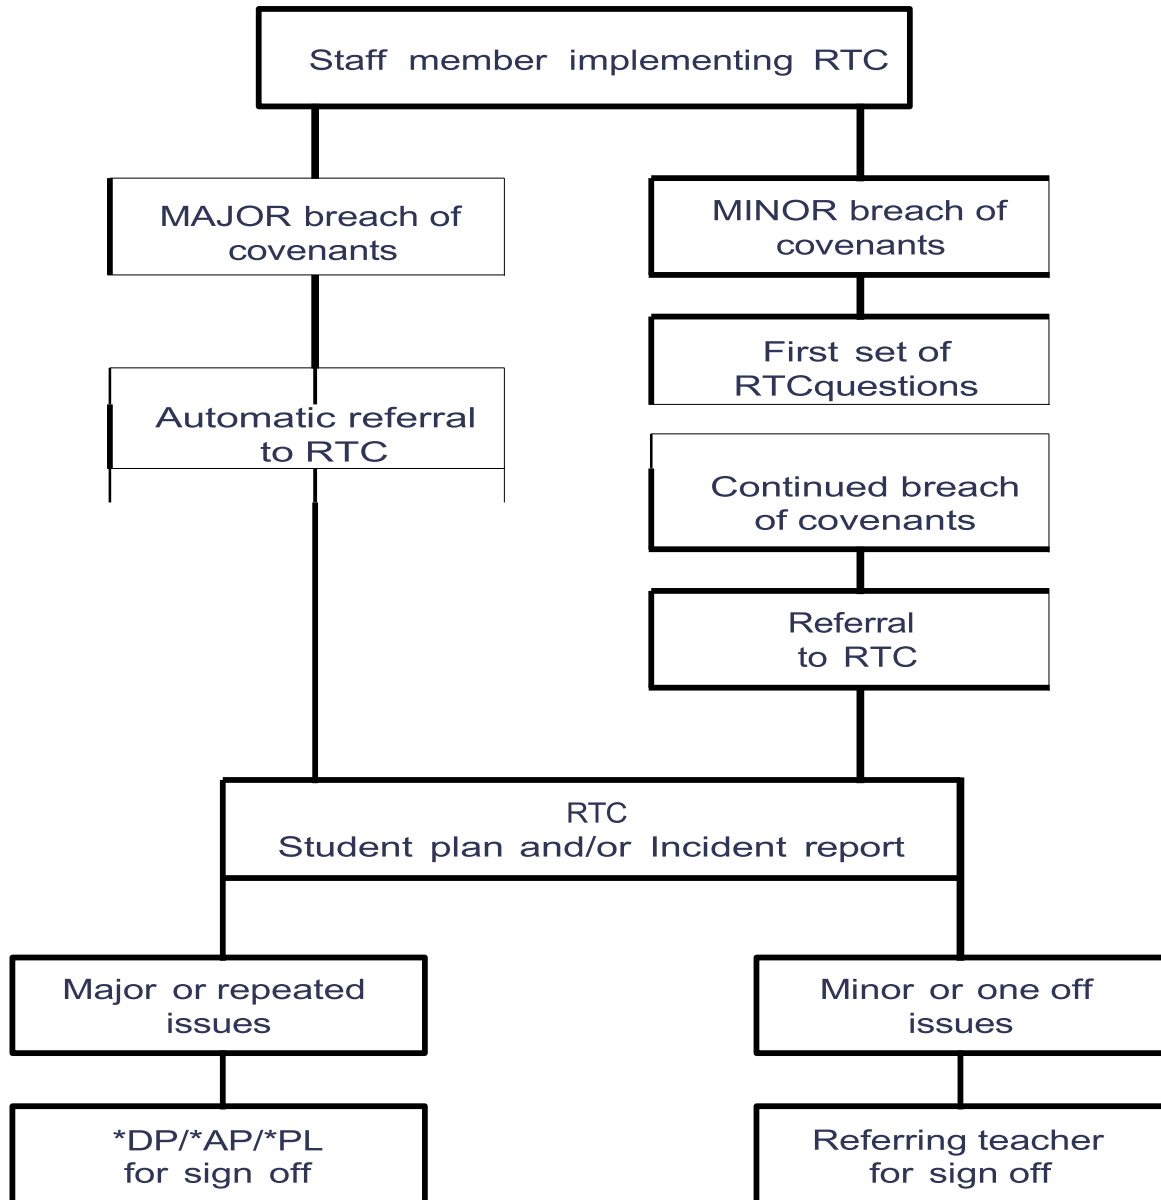 Staff member implementing RTC
MAJOR breach of
covenants
MINOR breach of
covenants
First set of
RTCquestions
Automatic referral
to RTC
Continued breach
of covenants
Referral
to RTC
RTC
Student plan and/or Incident report
Major or repeated
issues
Minor or one off
issues
*DP/*AP/*PL
for sign off
Referring teacher
for sign off